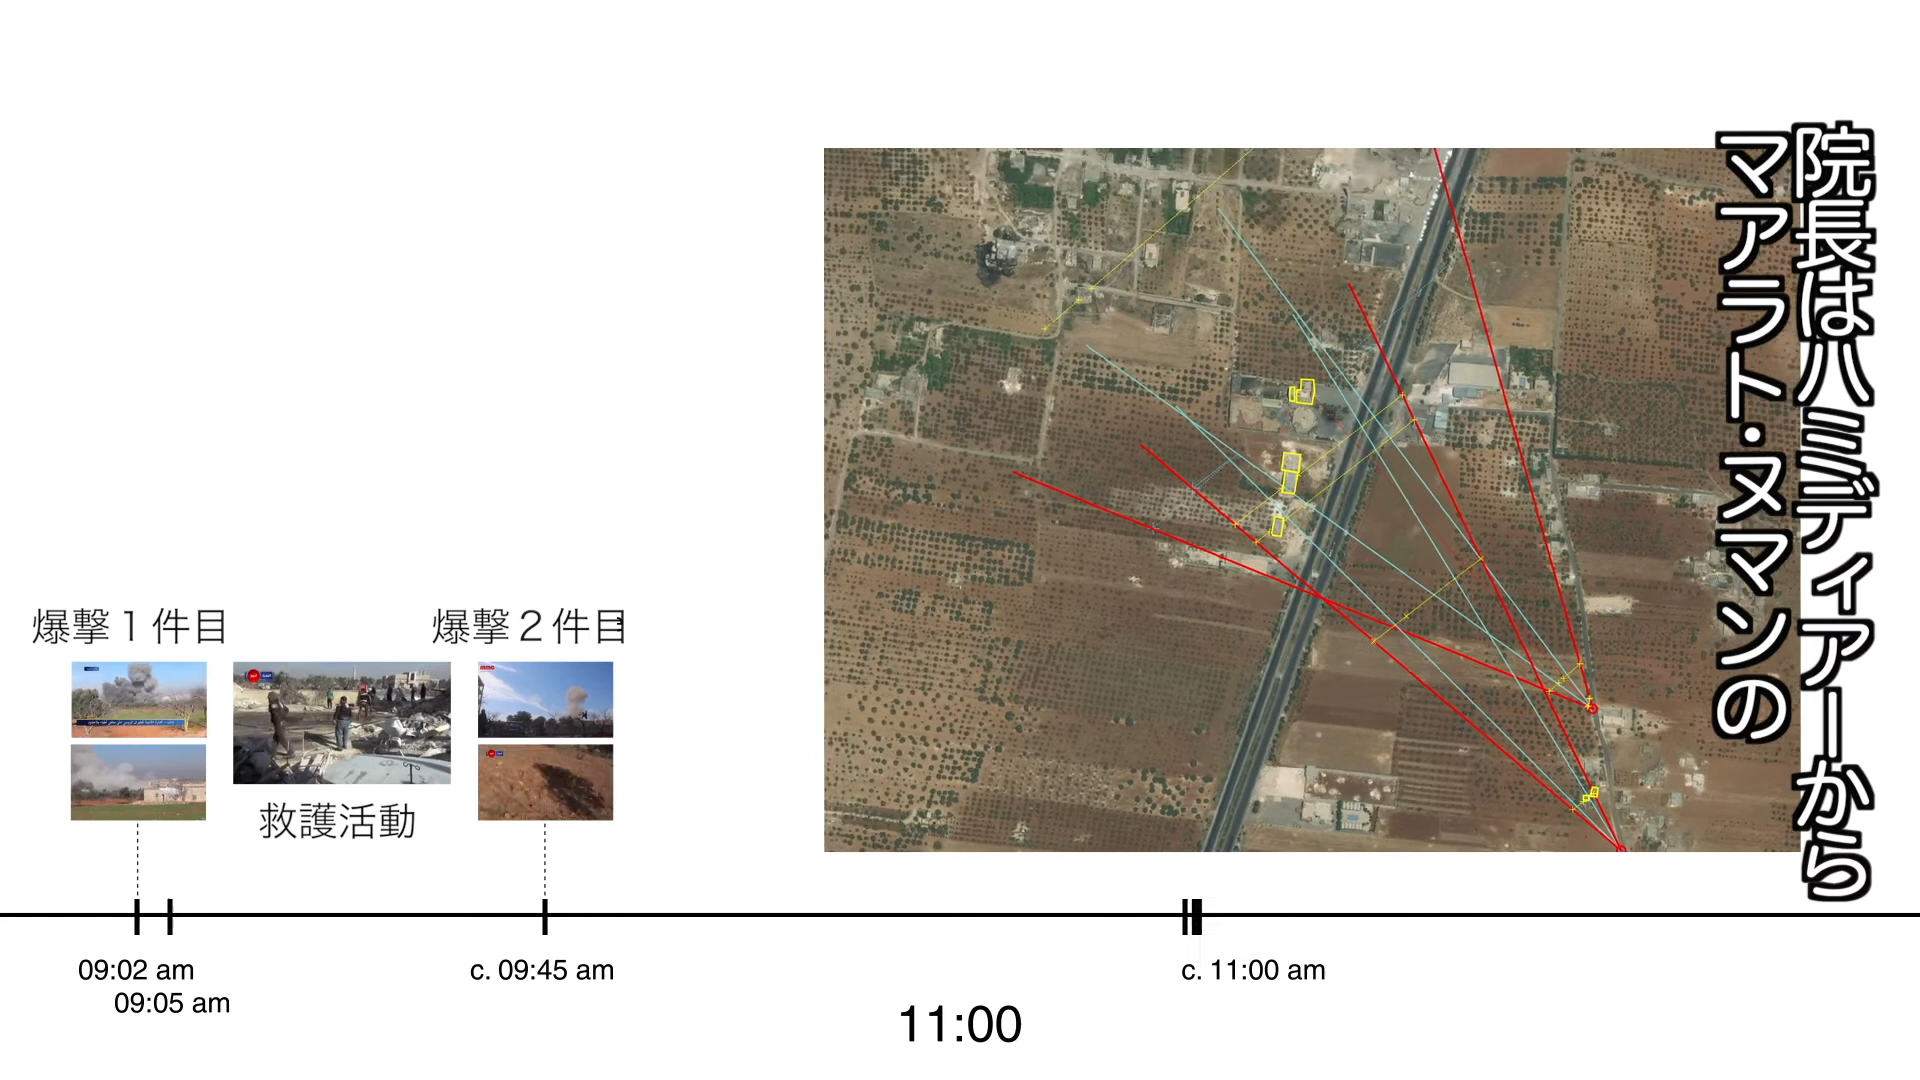 院長はハミディアーから
マアラト・ヌマンの
爆撃１件目
爆撃２件目
救護活動
09:02 am
09:05 am
c. 09:45 am
c. 11:00 am
11:00